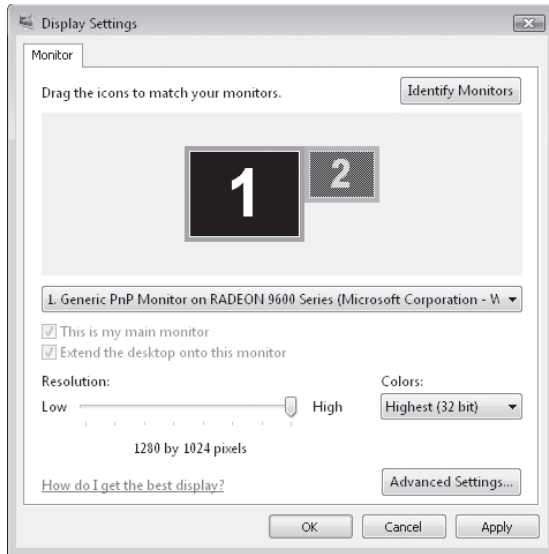 Display Settings
Monitor
Drag the icons to match your monitors.
Identify Monitors
1
2
1. Generic PnP Monitor on RADEON 9600 Series (Microsoft Corporation - W
This is my main monitor
Extend the desktop onto this monitor
Resolution:
Colors:
Low
High
Highest (32 bit)
1280 by 1024 pixels
How do I get the best display?
Advanced Settings...
OK
Cancel
Apply